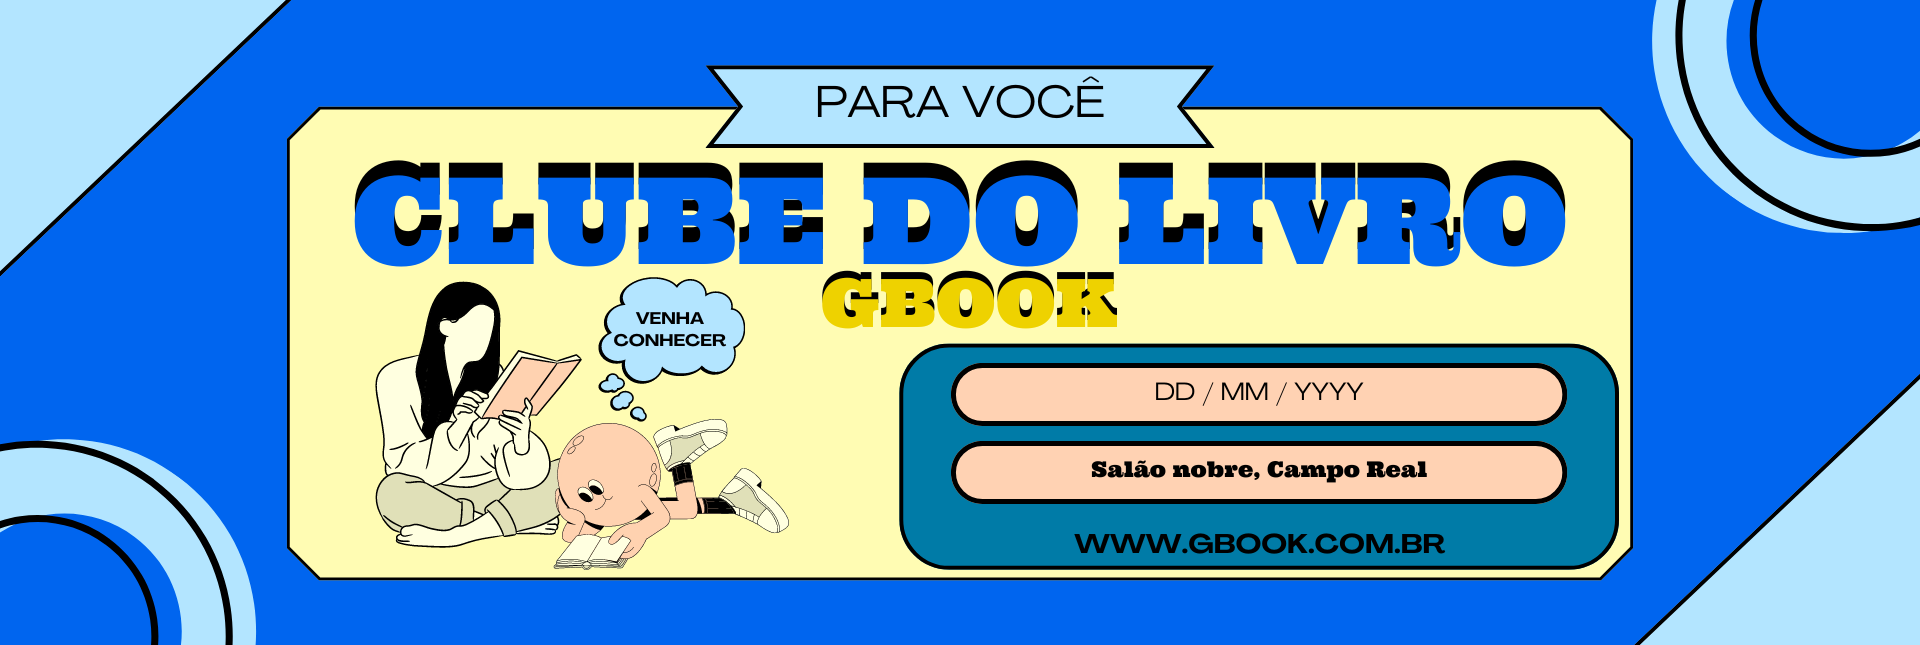 PARA VOCÊ
CLUBE DO LIVRO
GBOOK
VENHA
CONHECER
DD / MM / YYYY
Salão nobre, Campo Real
WWW.GBOOK.COM.BR